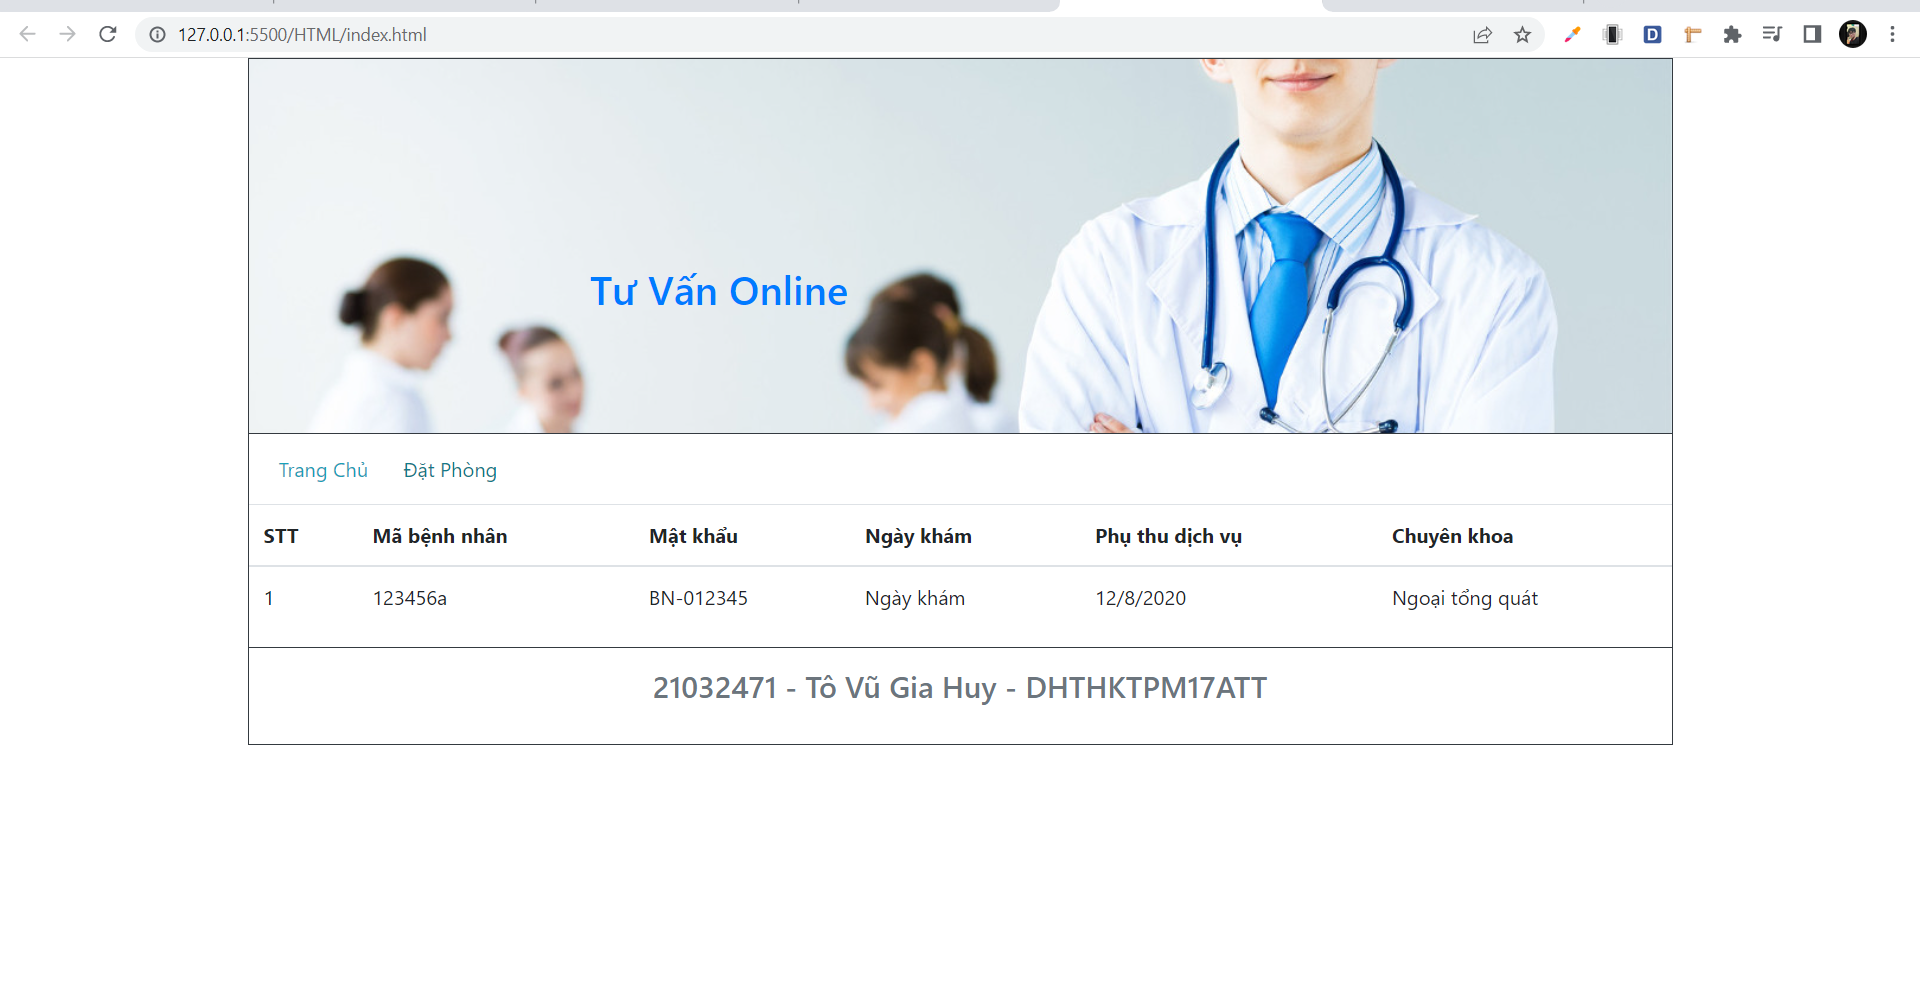 127.0.0.1:5500/HTML/index.html
D
Tư Vấn Online
Trang Chủ Đặt Phòng
STT Mã bệnh nhân Mật khẩu Ngày khám Phụ thu dịch vụ Chuyên khoa
1 123456a BN-012345 Ngày khám 12/8/2020 Ngoại tổng quát
21032471 - Tô Vũ Gia Huy - DHTHKTPM17ATT